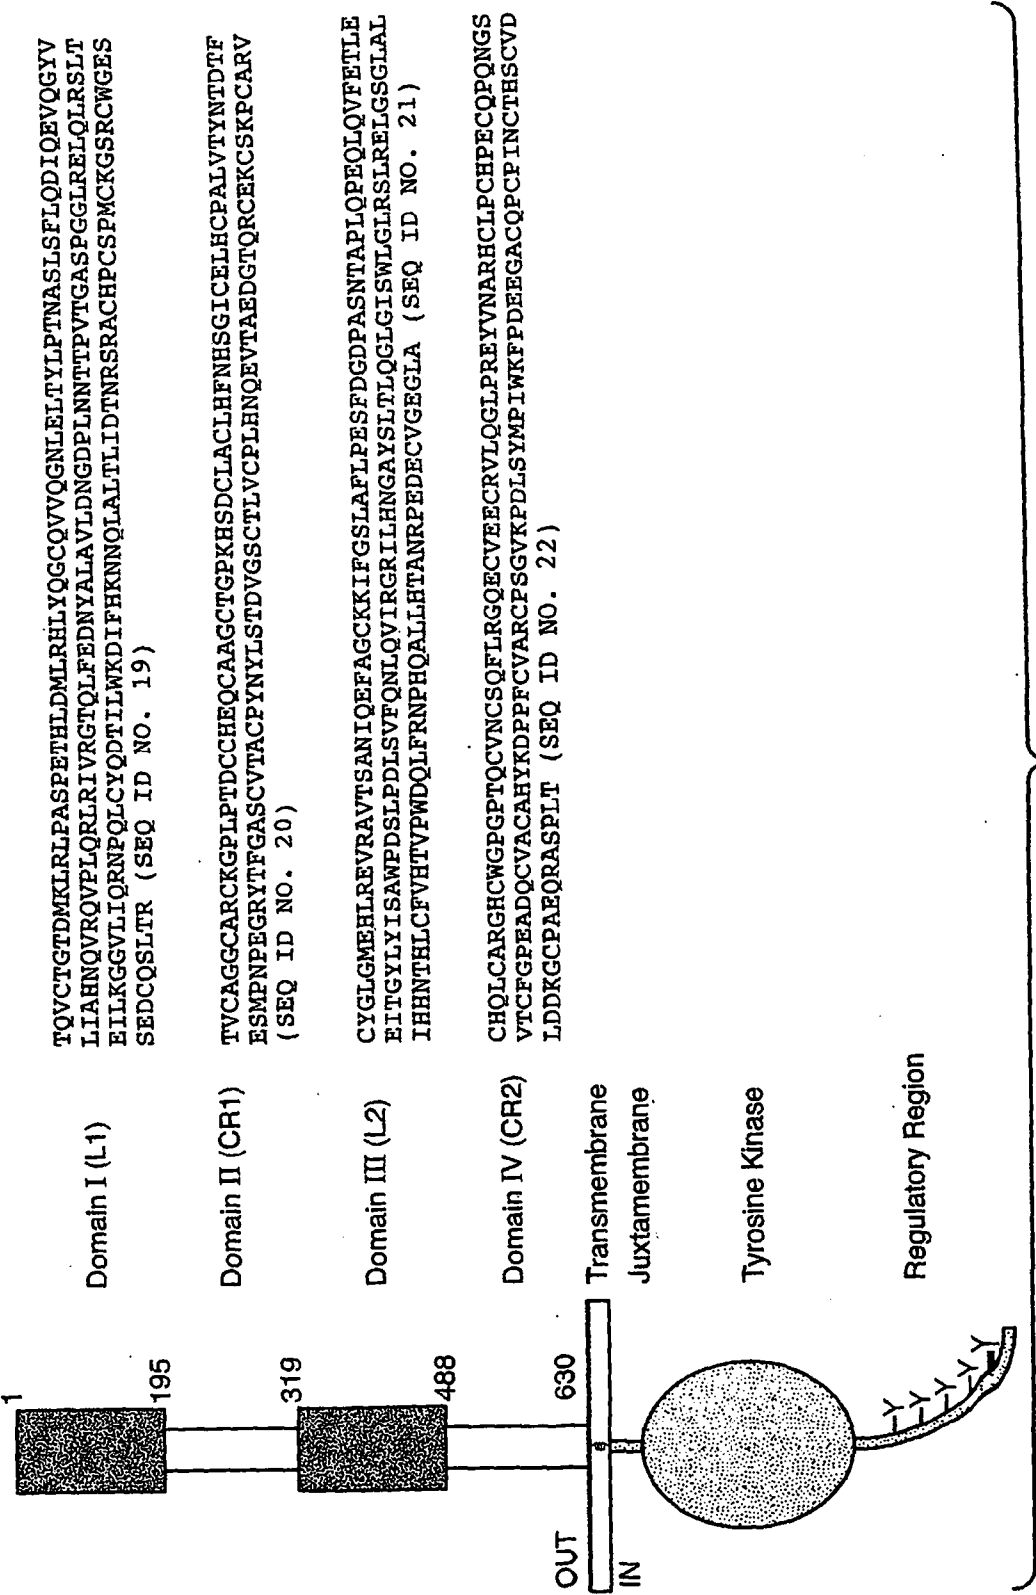 1
195
319
488
630
OUT
IN
Domain I (L1)
TQVCTGTDMKLRLPASPETHLDMLRHLYQGCQVVQGNLELTYLPTNASLSFLQDIQEVQGYV
LIAHNQVRQVPLQRLRIVRGTQLFEDNYALAVLDNGDPLNNTTPVTGASPGGLRELQLRSLT
EILKGGVLIQRNPQLCYQDTILWKDIFHKNNQLALTLIDTNRSRACHPCSPMCKGSRCWGES
SEDCQSLTR (SEQ ID NO. 19)
Domain II (CR1)
TVCAGGCARCKGPLPTDCCHEQCAAGCTGPKHSDCLACLHFNHSGICELHCPALVTYNTDTF
ESMPNPEGRYTFGASCVTACPYNYLSTDVGSCTLVCPLHNQEVTAEDGTQRCEKCSKPCARV
(SEQ ID NO. 20)
Domain III (L2)
CYGLGMEHLREVRAVTSANIQEFAGCKKIFGSLAFLPESFDGDPASNTAPLQPEQLQVFETLE
EITGYLYISAWPDSLPDLSVFQNLQVIRGRILHNGAYSLTLQGLGISWLGLRSLRELGSGLAL
IHHNTHLCFVHTVPWDQLFRNPHQALLHTANRPEDECVGEGLA (SEQ ID NO. 21)
Domain IV (CR2)
CHQLCARGHCWGPGPTQCVNCSQFLRGQECVEECRVLQGLPREYVNARHCLPCHPECQPQNGS
VTCFGPEADQCVACAHYKDPPFCVARCPSGVKPDLSYMPIWKFPDEEGACQPCPINCTHSCVD
LDDKGCPAEQRASPLT (SEQ ID NO. 22)
Transmembrane
Juxtamembrane
Tyrosine Kinase
Regulatory Region
Y
Y
Y
Y
Y